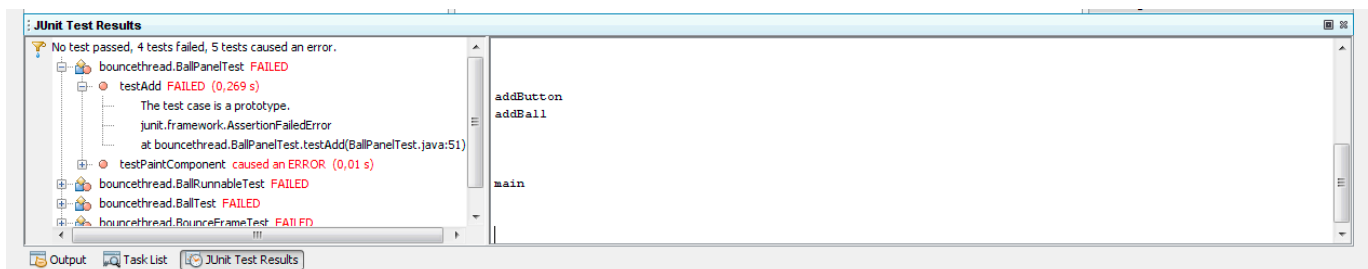 JUnit Test Results
No test passed, 4 tests failed, 5 tests caused an error.
bouncethread.BallPanelTest FAILED
testAdd FAILED (0,269 s)
The test case is a prototype.
junit.framework.AssertionFailedError
at bouncethread.BallPanelTest.testAdd(BallPanelTest.java:51)
testPaintComponent caused an ERROR (0,01 s)
bouncethread.BallRunnableTest FAILED
bouncethread.BallTest FAILED
bouncethread.BounceFrameTest FAILED
addButton
addBall
main
Output
Task List
JUnit Test Results